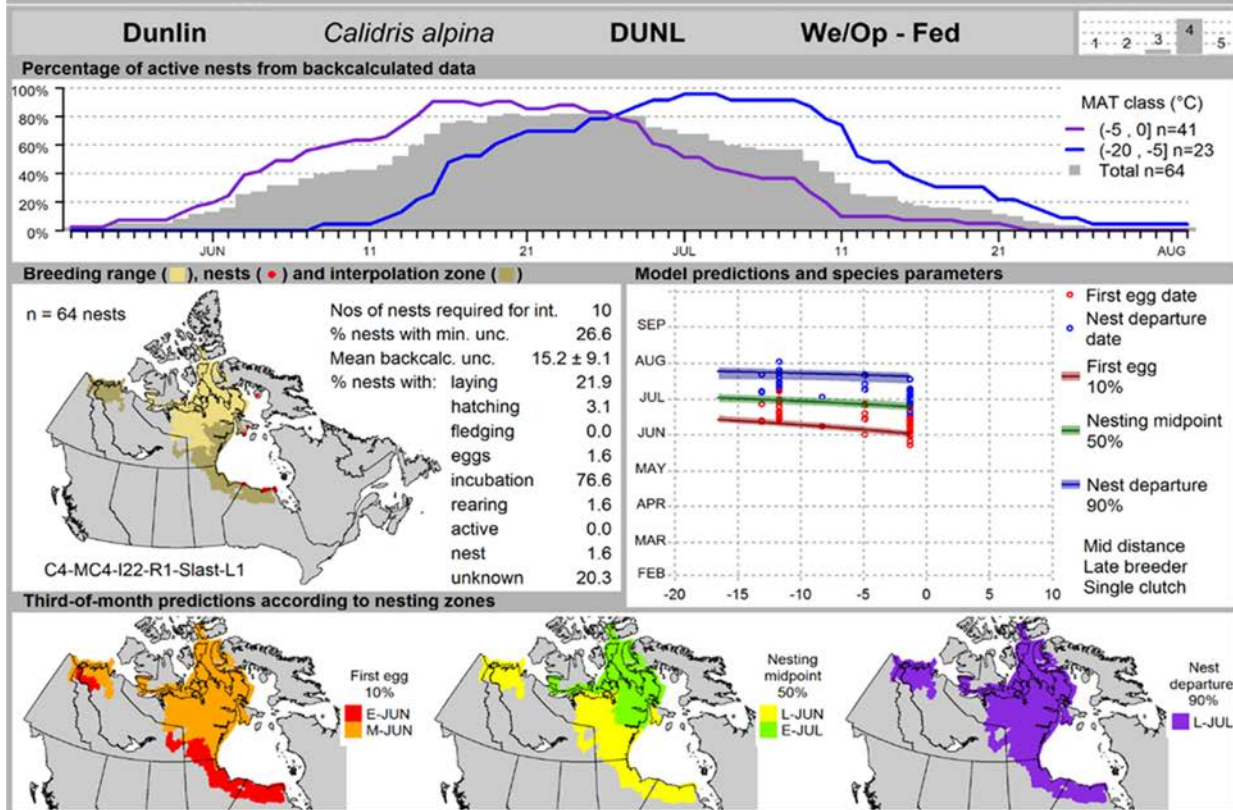 Dunlin Calidris alpina DUNL We/Op - Fed
1 2 3 4 5
Percentage of active nests from backcalculated data
100%
80%
60%
40%
20%
0%
MAT class (°C)
(-5 , 0] n=41
(-20 , -5] n=23
Total n=64
JUN 11 21 JUL 11 21 AUG
Breeding range ( ), nests ( ) and interpolation zone ( )
n = 64 nests
Nos of nests required for int. 10
% nests with min. unc. 26.6
Mean backcalc. unc. 15.2 ± 9.1
% nests with: laying 21.9
hatching 3.1
fledging 0.0
eggs 1.6
incubation 76.6
rearing 1.6
active 0.0
nest 1.6
unknown 20.3
C4-MC4-I22-R1-Slast-L1
Model predictions and species parameters
SEP
AUG
JUL
JUN
MAY
APR
MAR
FEB
-20 -15 -10 -5 0 5 10
First egg date
Nest departure
date
First egg
10%
Nesting midpoint
50%
Nest departure
90%
Mid distance
Late breeder
Single clutch
Third-of-month predictions according to nesting zones
First egg
10%
E-JUN
M-JUN
Nesting
midpoint
50%
L-JUN
E-JUL
Nest
departure
90%
L-JUL